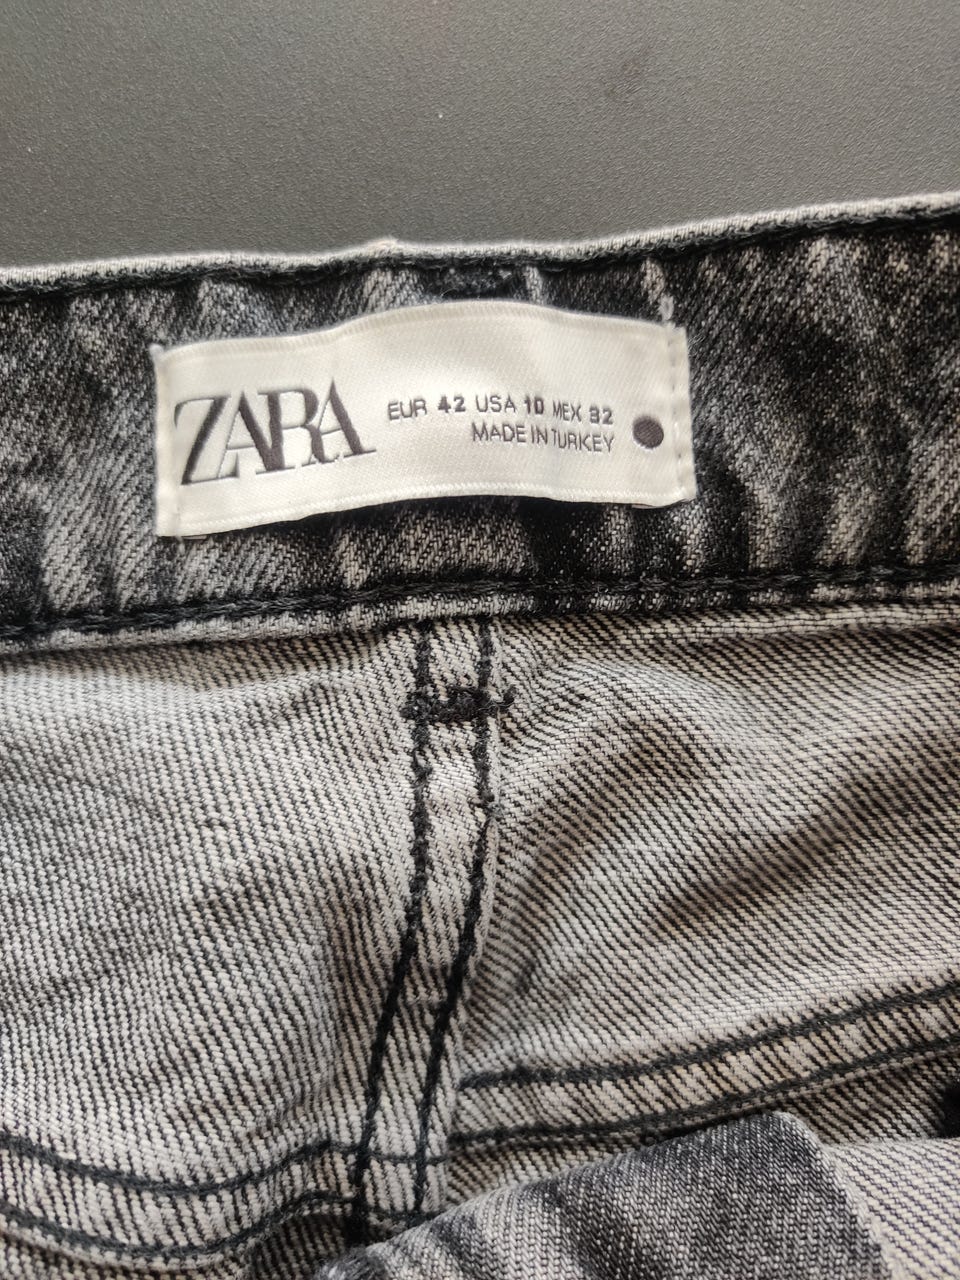 ZARA
EUR 42 USA 10 MEX 32
MADE IN TURKEY